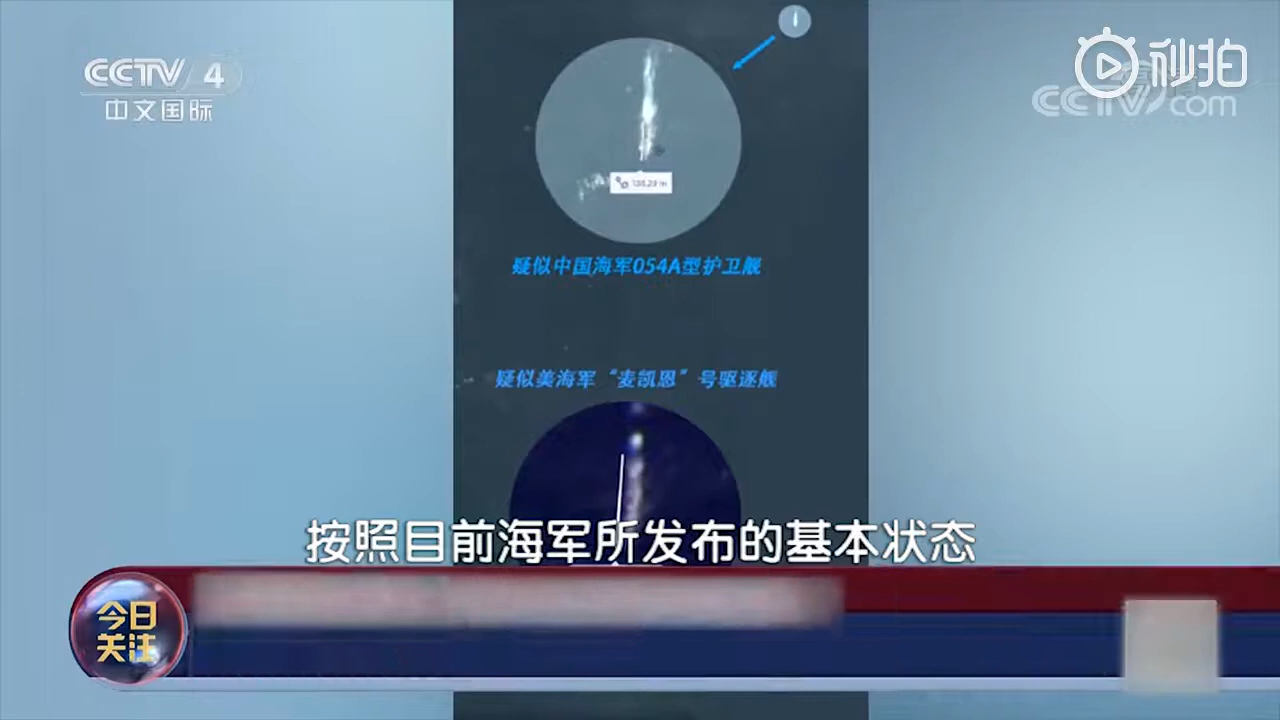 CCTV 4
中文国际
秒拍
CCTV.com
疑似中国海军054A型护卫舰
疑似美海军“麦凯恩”号驱逐舰
按照目前海军所发布的基本状态
今日
关注